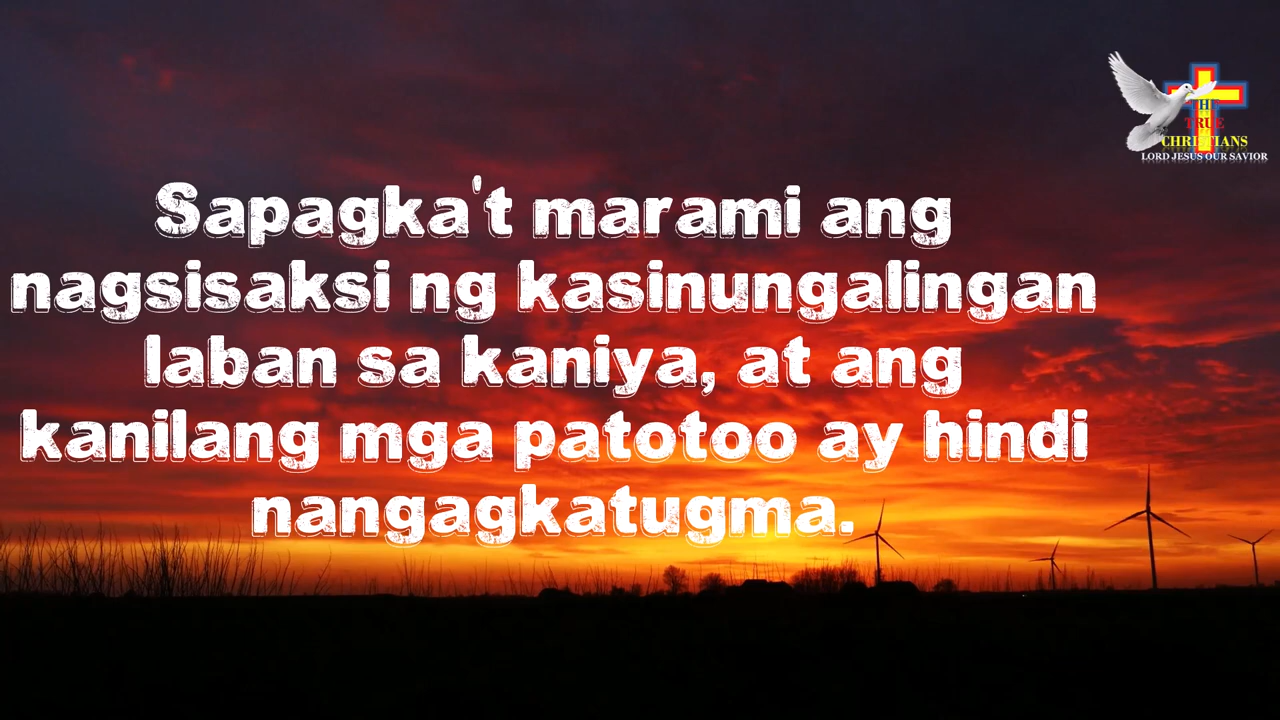 THE
TRUE
CHRISTIANS
LORD JESUS OUR SAVIOR
Sapagka't marami ang
nagsisaksi ng kasinungalingan
laban sa kaniya, at ang
kanilang mga patotoo ay hindi
nangagkatugma.